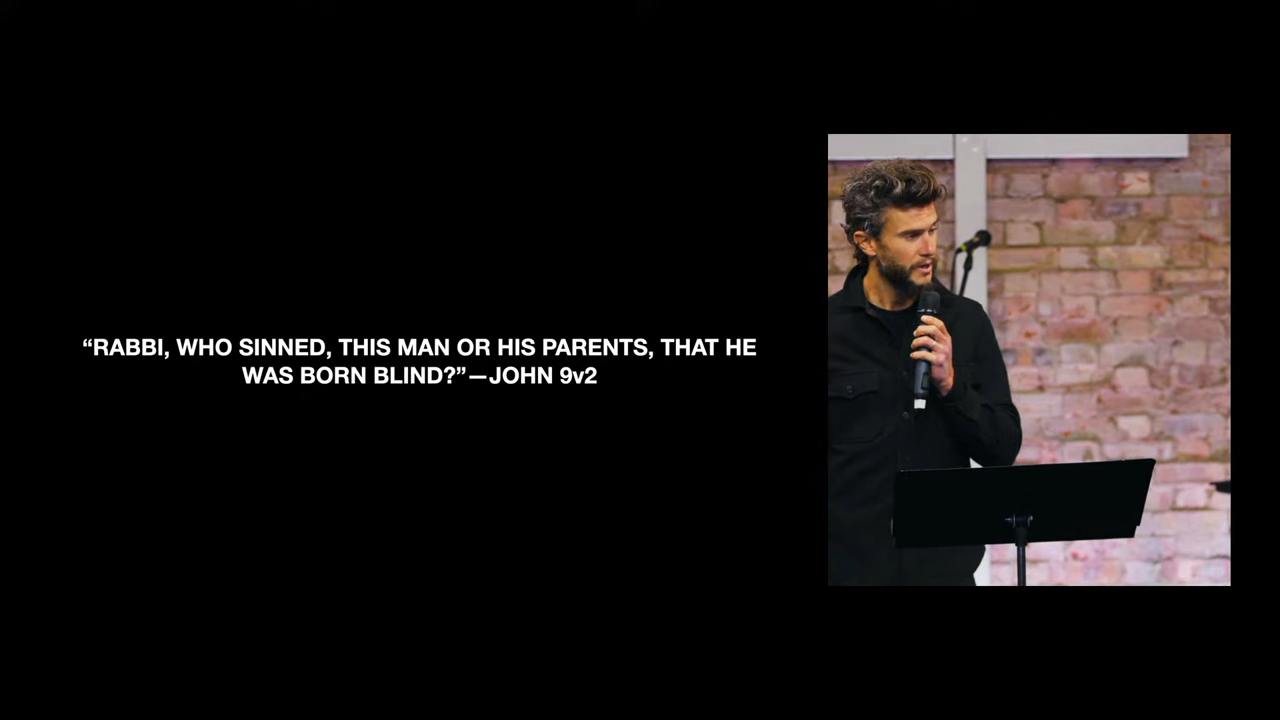 “RABBI, WHO SINNED, THIS MAN OR HIS PARENTS, THAT HE
WAS BORN BLIND?”—JOHN 9v2